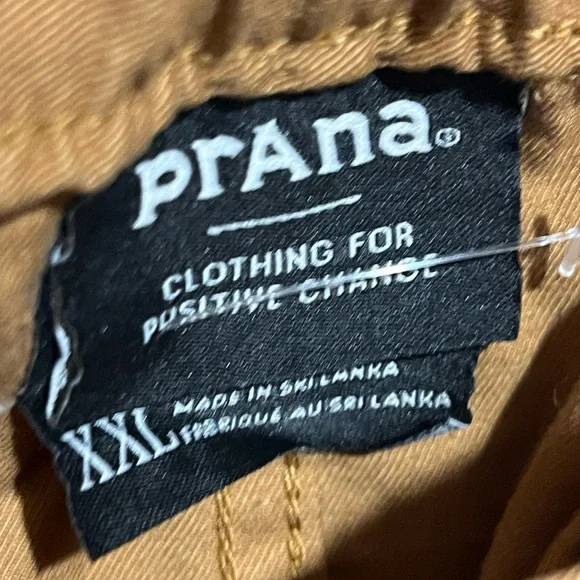 prAna®
CLOTHING FOR
POSITIVE CHANGE
XXL
MADE IN SRI LANKA
FABRIQUE AU SRI LANKA